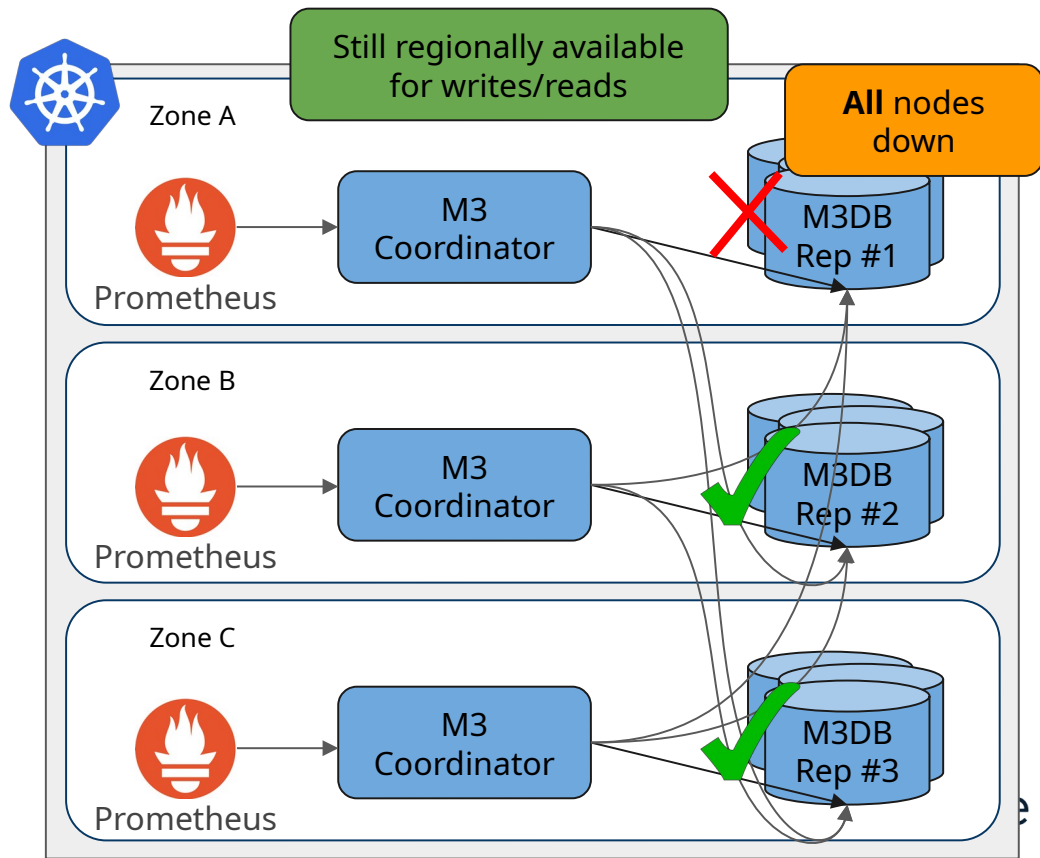 Still regionally available
for writes/reads
All nodes
down
Zone A
M3
Coordinator
M3DB
Rep #1
Prometheus
Zone B
M3
Coordinator
M3DB
Rep #2
Prometheus
Zone C
M3
Coordinator
M3DB
Rep #3
Prometheus